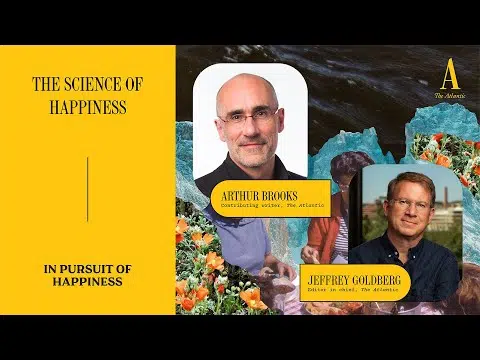 THE SCIENCE OF
HAPPINESS
IN PURSUIT OF
HAPPINESS
ARTHUR BROOKS
Contributing writer, The Atlantic
JEFFREY GOLDBERG
Editor in chief, The Atlantic
A
The Atlantic